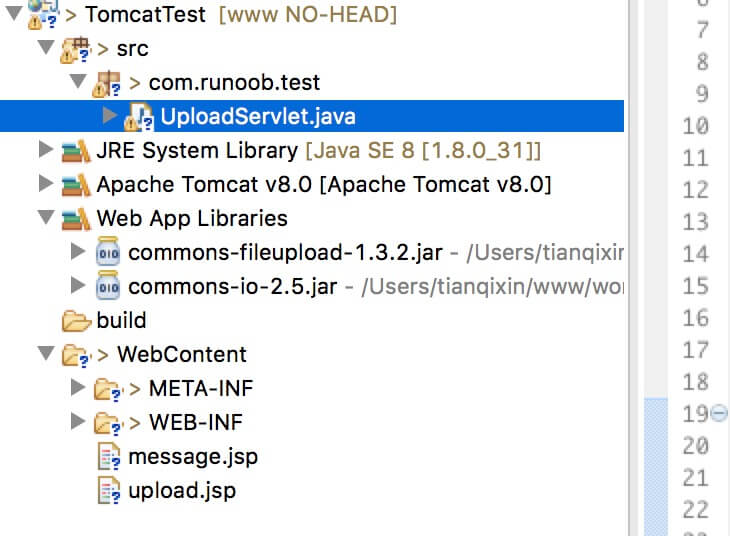 > TomcatTest [www NO-HEAD]
> src
> com.runoob.test
UploadServlet.java
JRE System Library [Java SE 8 [1.8.0_31]]
Apache Tomcat v8.0 [Apache Tomcat v8.0]
Web App Libraries
commons-fileupload-1.3.2.jar - /Users/tianqixin
commons-io-2.5.jar - /Users/tianqixin/www/wor
build
> WebContent
> META-INF
> WEB-INF
message.jsp
upload.jsp
7
8
9
10
11
12
13
14
15
16
17
18
19
20
21
22